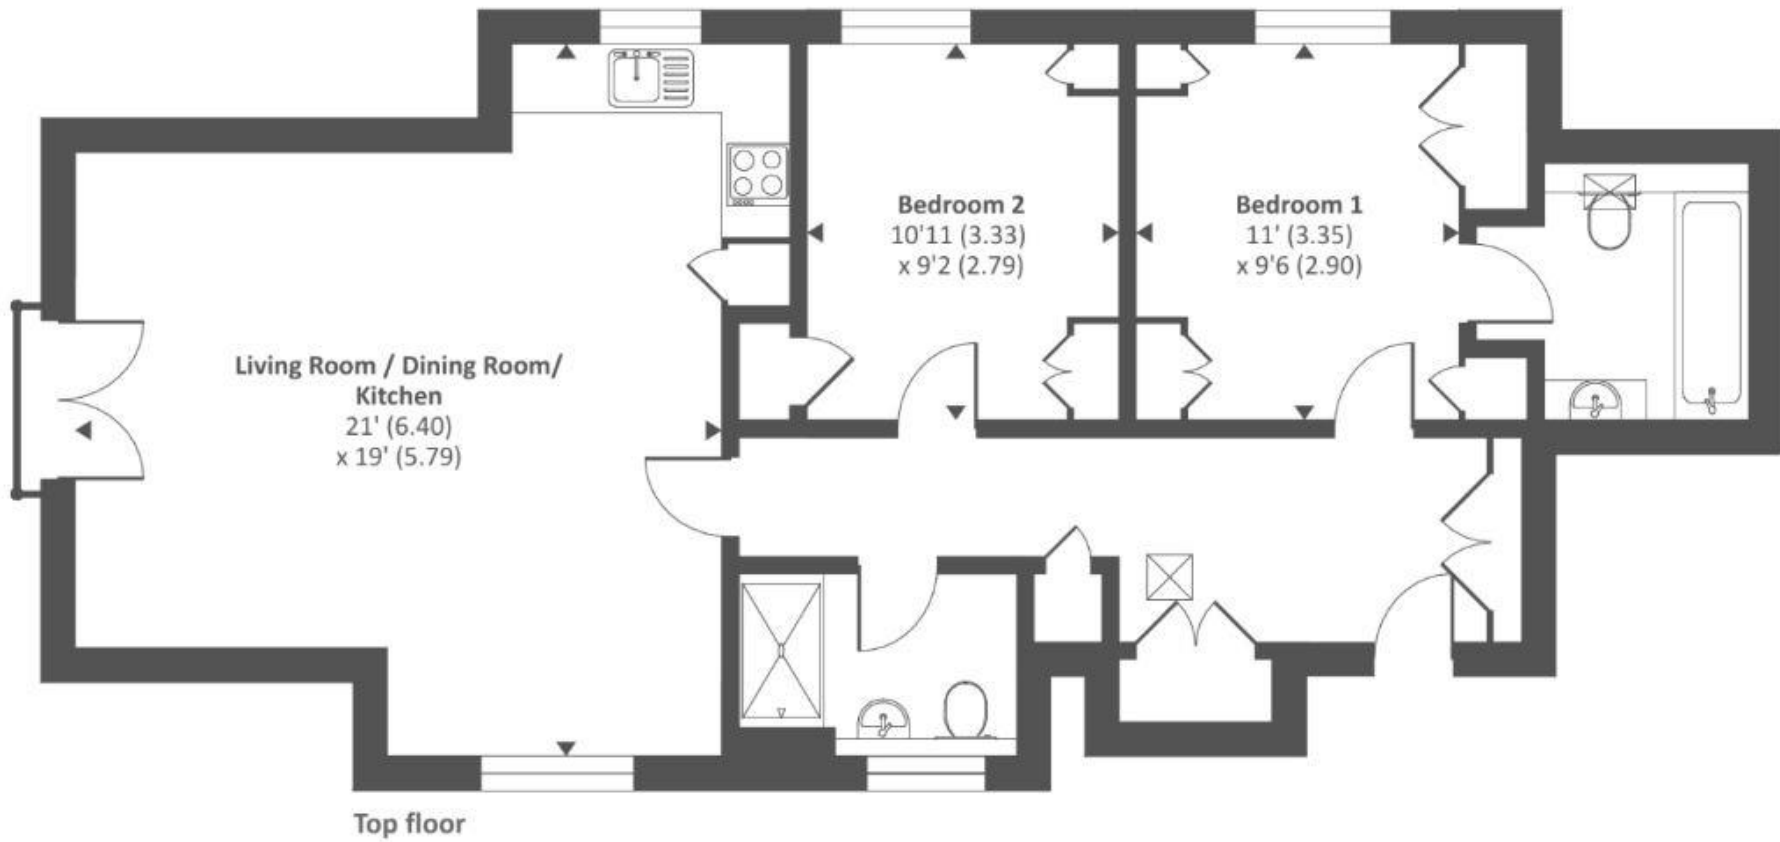 Bedroom 2
10'11 (3.33)
x 9'2 (2.79)
Bedroom 1
11' (3.35)
x 9'6 (2.90)
Living Room / Dining Room/
Kitchen
21' (6.40)
x 19' (5.79)
Top floor